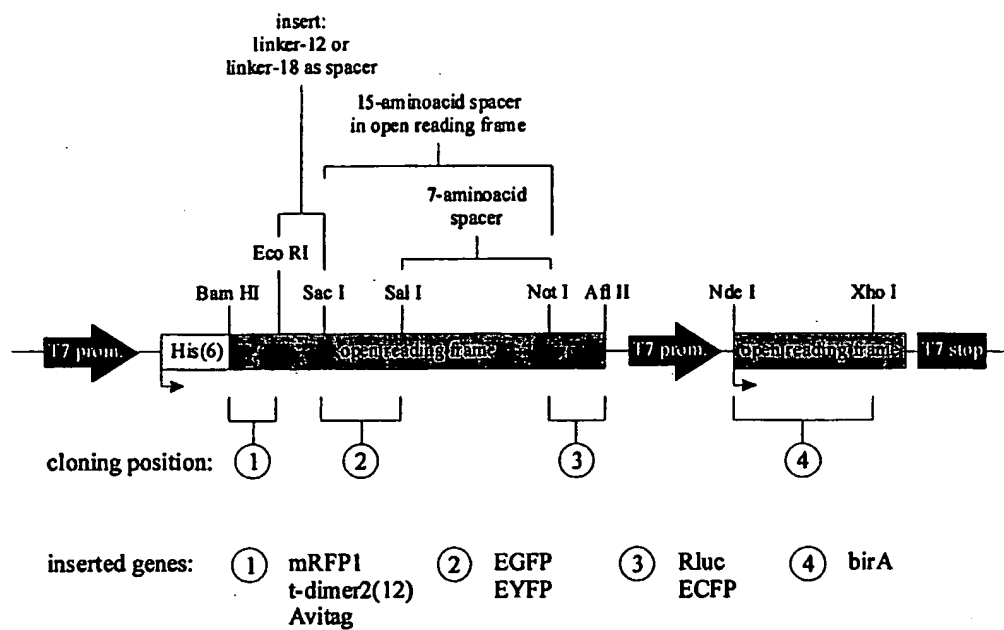 insert:
linker-12 or
linker-18 as spacer
15-aminoacid spacer
in open reading frame
7-aminoacid
spacer
Eco RI
Bam HI
Sac I
Sal I
Not I
Afl II
Nde I
Xho I
T7 prom.
His(6)
open reading frame
T7 prom.
open reading frame
T7 stop
cloning position:
1
2
3
4
inserted genes:
1
mRFP1
t-dimer2(12)
Avitag
2
EGFP
EYFP
3
Rluc
ECFP
4
birA